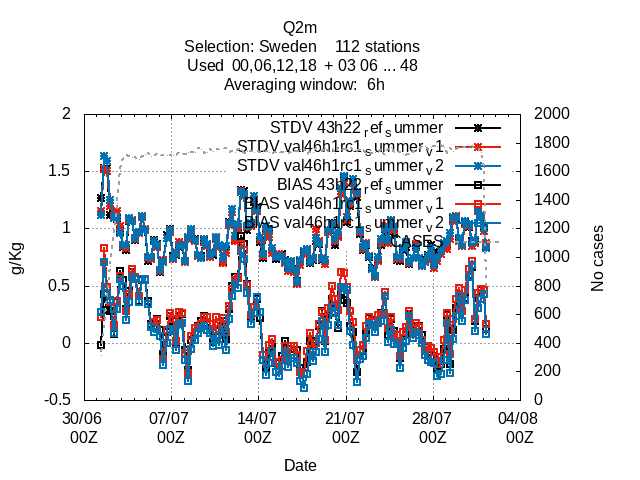 Q2m
Selection: Sweden 112 stations
Used 00,06,12,18 + 03 06 ... 48
Averaging window: 6h
2 2000
STDV 43h22_ref_summer
1800
STDV val46h1rc1_summer_v1
1.5 STDV val46h1rc1_summer_v2 1600
BIAS 43h22_ref_summer
1400
BIAS val46h1rc1_summer_v1
1 BIAS val46h1rc1_summer_v2 1200
CASES
1000
0.5 800
600
0 400
200
-0.5 0
g/Kg
No cases
30/06 07/07 14/07 21/07 28/07 04/08
00Z 00Z 00Z 00Z 00Z 00Z
Date